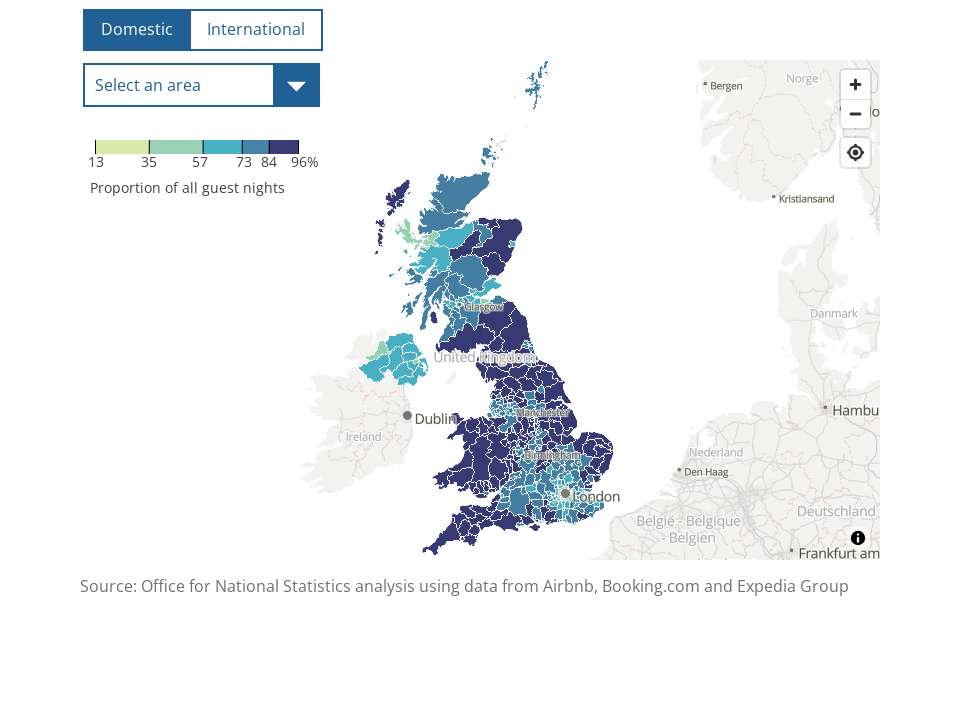 Domestic
International
Select an area
13 35 57 73 84 96%
Proportion of all guest nights
Norge
Bergen
Kristiansand
Danmark
Glasgow
United Kingdom
Manchester
Dublin
Ireland
Birmingham
London
Hambu
Nederland
Den Haag
België - Belgique
- Belgien
Deutschland
Frankfurt am
Source: Office for National Statistics analysis using data from Airbnb, Booking.com and Expedia Group